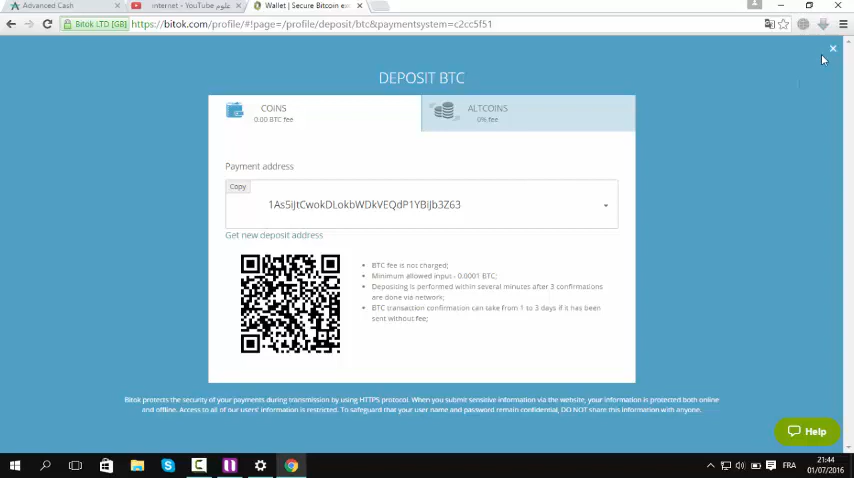 Advanced Cash
internet - YouTube علوم
Wallet | Secure Bitcoin ex
Bitok LTD [GB]
https://bitok.com/profile/#!page=/profile/deposit/btc&paymentsystem=c2cc5f51
DEPOSIT BTC
COINS
0.00 BTC fee
ALTCOINS
0% fee
Payment address
Copy
1As5iJtCwokDLokbWDkVEQdP1YBiJb3Z63
Get new deposit address
BTC fee is not charged;
Minimum allowed input - 0.0001 BTC;
Depositing is performed within several minutes after 3 confirmations
are done via network;
BTC transaction confirmation can take from 1 to 3 days if it has been
sent without fee;
Bitok protects the security of your payments during transmission by using HTTPS protocol. When you submit sensitive information via the website, your information is protected both online
and offline. Access to all of our users' information is restricted. To safeguard that your user name and password remain confidential, DO NOT share this information with anyone.
Help
FRA
21:44
01/07/2016